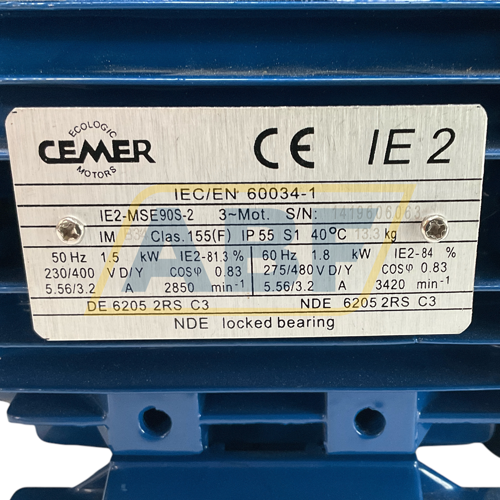 ECOLOGIC
CEMER
MOTORS
CE IE2
IEC/EN 60034-1
IE2-MSE90S-2 3~Mot. S/N: 1419606063
IM B34 Clas. 155(F) IP 55 S1 40°C 13.3 kg
50 Hz 1.5 kW IE2-81.3 % 60 Hz 1.8 kW IE2-84 %
230/400 V D/Y COSφ 0.83 275/480 V D/Y COSφ 0.83
5.56/3.2 A 2850 min⁻¹ 5.56/3.2 A 3420 min⁻¹
DE 6205 2RS C3 NDE 6205 2RS C3
NDE locked bearing